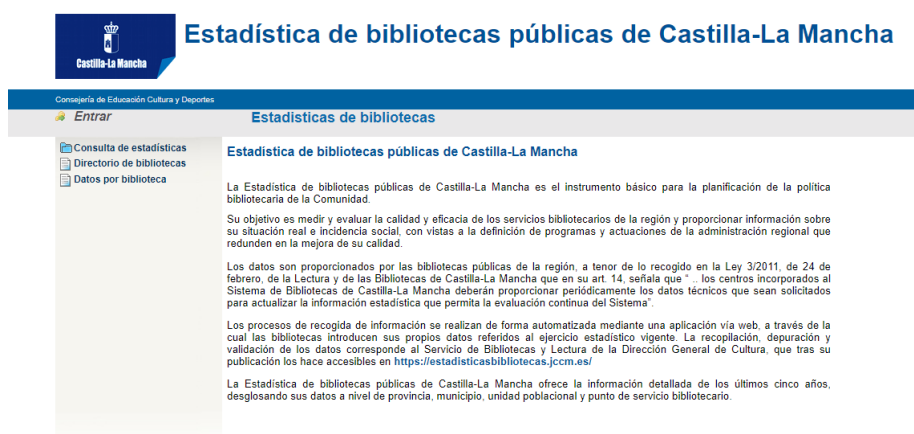 Castilla-La Mancha
Estadística de bibliotecas públicas de Castilla-La Mancha
Consejería de Educación Cultura y Deportes
Entrar
Estadisticas de bibliotecas
Consulta de estadísticas
Directorio de bibliotecas
Datos por biblioteca
Estadística de bibliotecas públicas de Castilla-La Mancha
La Estadística de bibliotecas públicas de Castilla-La Mancha es el instrumento básico para la planificación de la política
bibliotecaria de la Comunidad.
Su objetivo es medir y evaluar la calidad y eficacia de los servicios bibliotecarios de la región y proporcionar información sobre
su situación real e incidencia social, con vistas a la definición de programas y actuaciones de la administración regional que
redunden en la mejora de su calidad.
Los datos son proporcionados por las bibliotecas públicas de la región, a tenor de lo recogido en la Ley 3/2011, de 24 de
febrero, de la Lectura y de las Bibliotecas de Castilla-La Mancha que en su art. 14, señala que “ .. los centros incorporados al
Sistema de Bibliotecas de Castilla-La Mancha deberán proporcionar periódicamente los datos técnicos que sean solicitados
para actualizar la información estadística que permita la evaluación continua del Sistema”.
Los procesos de recogida de información se realizan de forma automatizada mediante una aplicación vía web, a través de la
cual las bibliotecas introducen sus propios datos referidos al ejercicio estadístico vigente. La recopilación, depuración y
validación de los datos corresponde al Servicio de Bibliotecas y Lectura de la Dirección General de Cultura, que tras su
publicación los hace accesibles en https://estadisticasbibliotecas.jccm.es/
La Estadística de bibliotecas públicas de Castilla-La Mancha ofrece la información detallada de los últimos cinco años,
desglosando sus datos a nivel de provincia, municipio, unidad poblacional y punto de servicio bibliotecario.